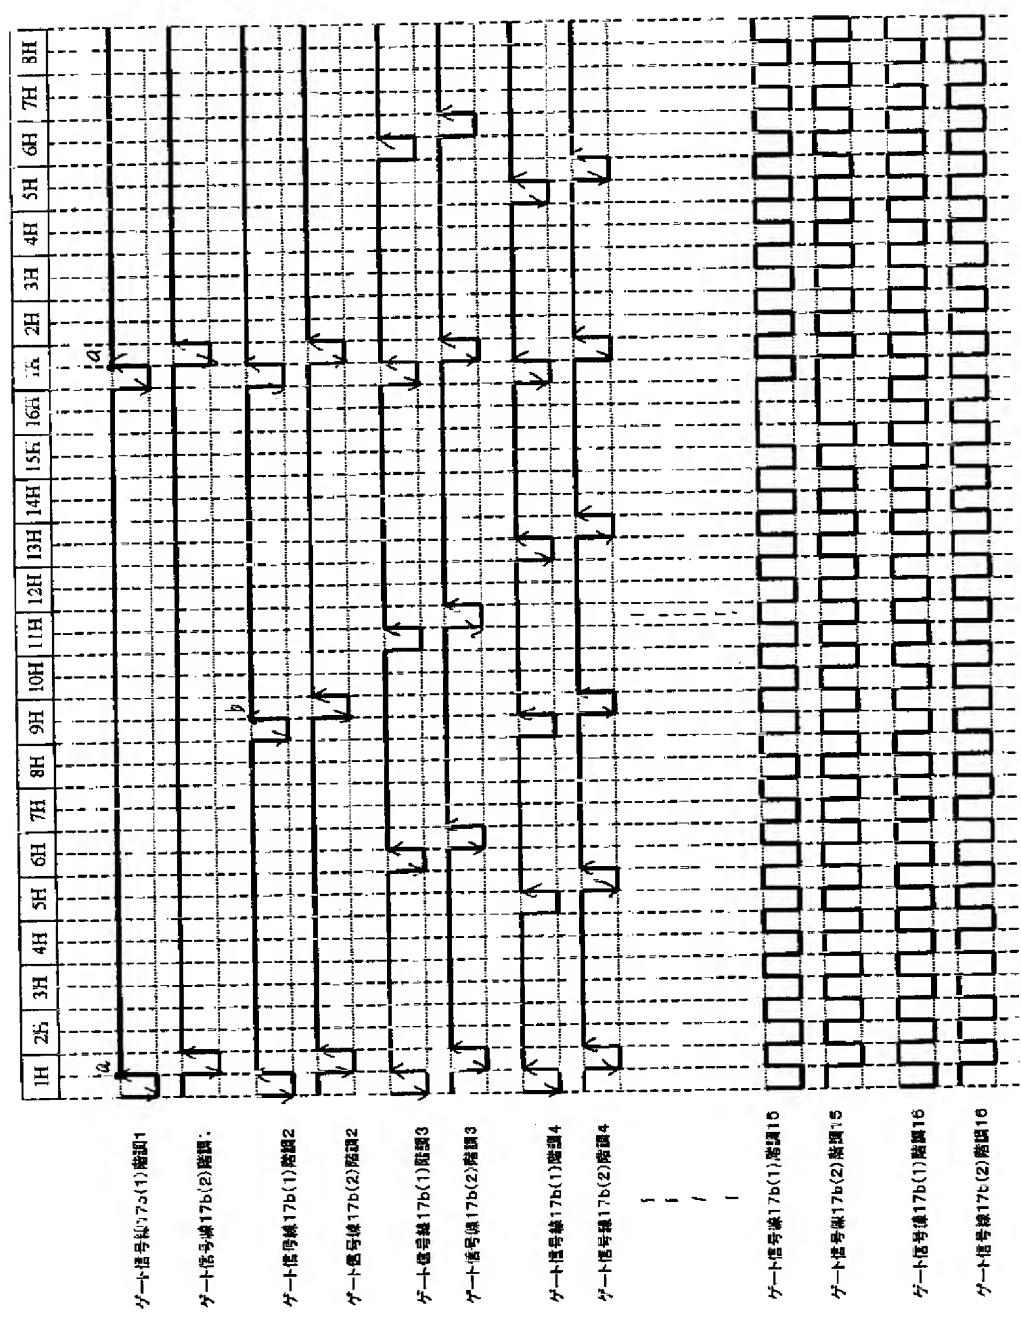 1H 2H 3H 4H 5H 6H 7H 8H 9H 10H 11H 12H 13H 14H 15H 16H 1H 2H 3H 4H 5H 6H 7H 8H
a
a
b
ゲート信号線17b(1)階調1
ゲート信号線17b(2)階調1
ゲート信号線17b(1)階調2
ゲート信号線17b(2)階調2
ゲート信号線17b(1)階調3
ゲート信号線17b(2)階調3
ゲート信号線17b(1)階調4
ゲート信号線17b(2)階調4
ゲート信号線17b(1)階調15
ゲート信号線17b(2)階調15
ゲート信号線17b(1)階調16
ゲート信号線17b(2)階調16